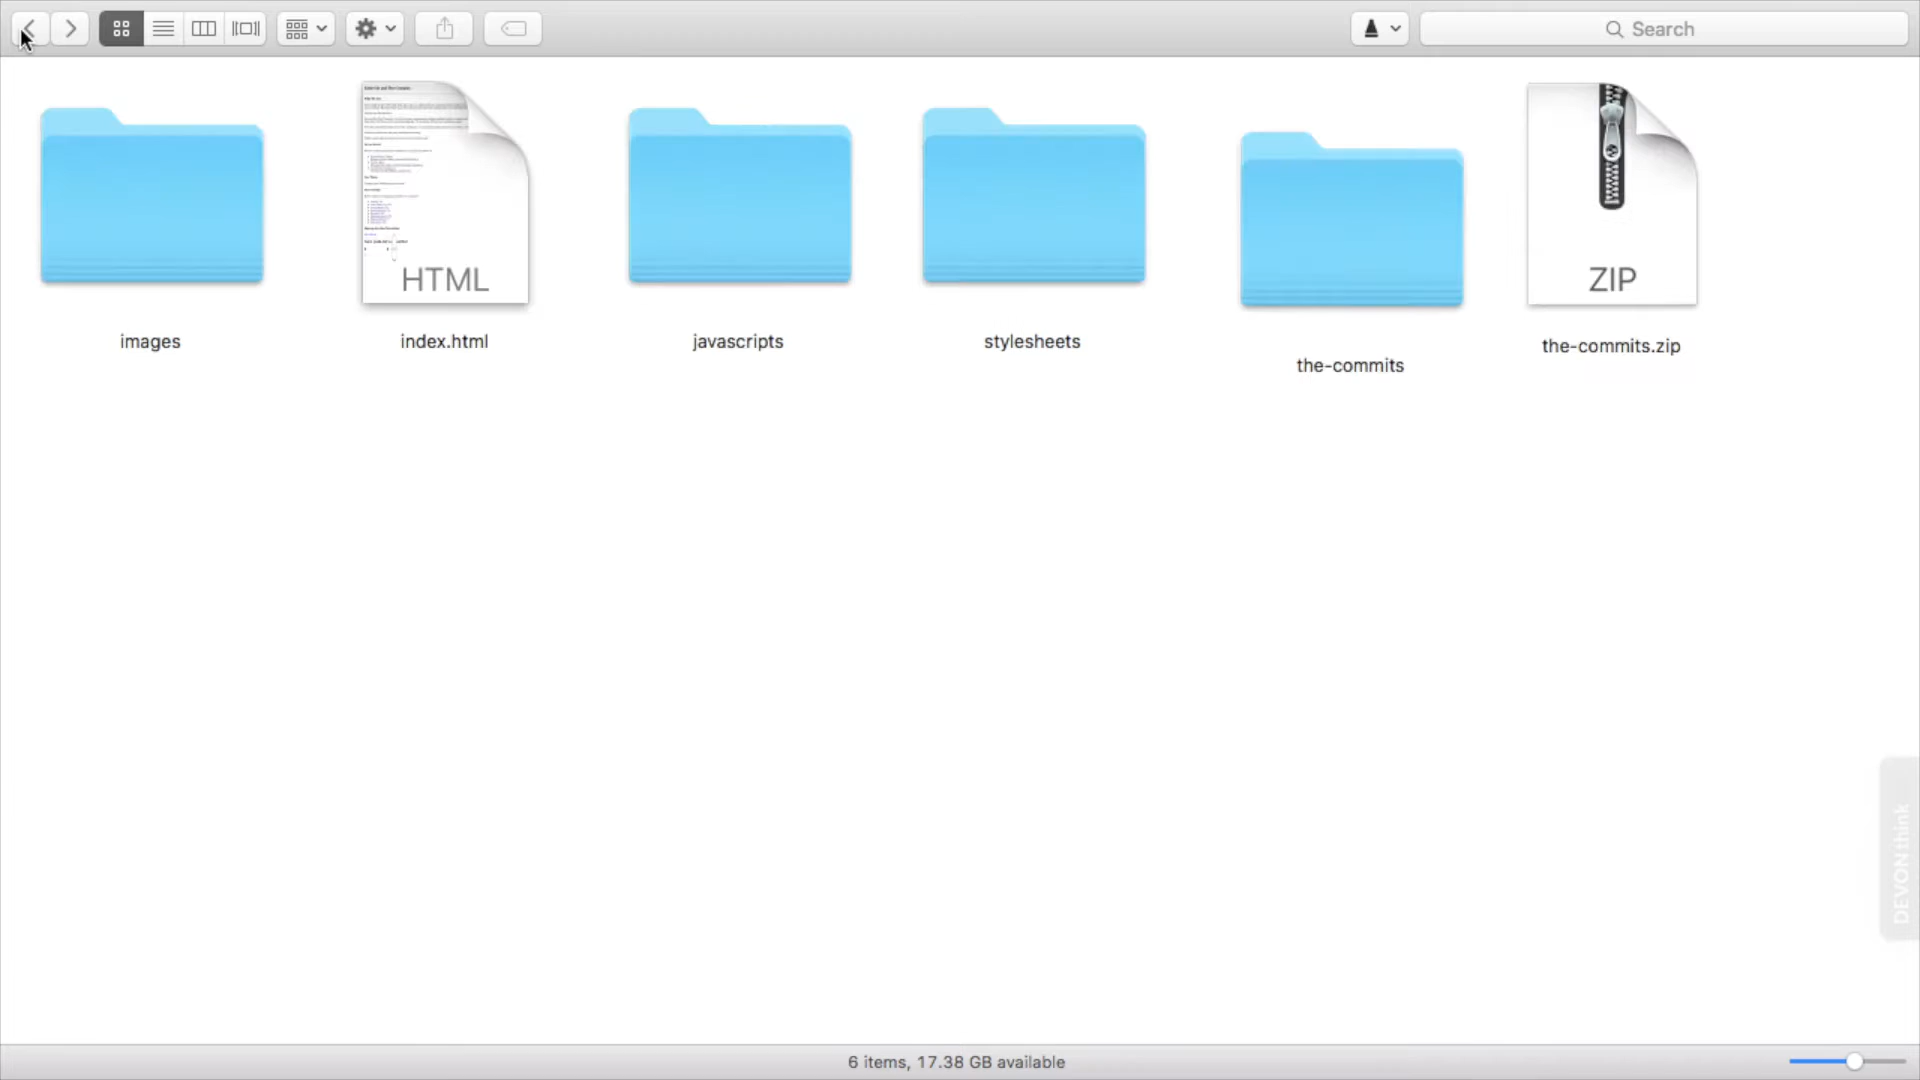 Search
HTML
ZIP
images
index.html
javascripts
stylesheets
the-commits
the-commits.zip
DEVONthink
6 items, 17.38 GB available